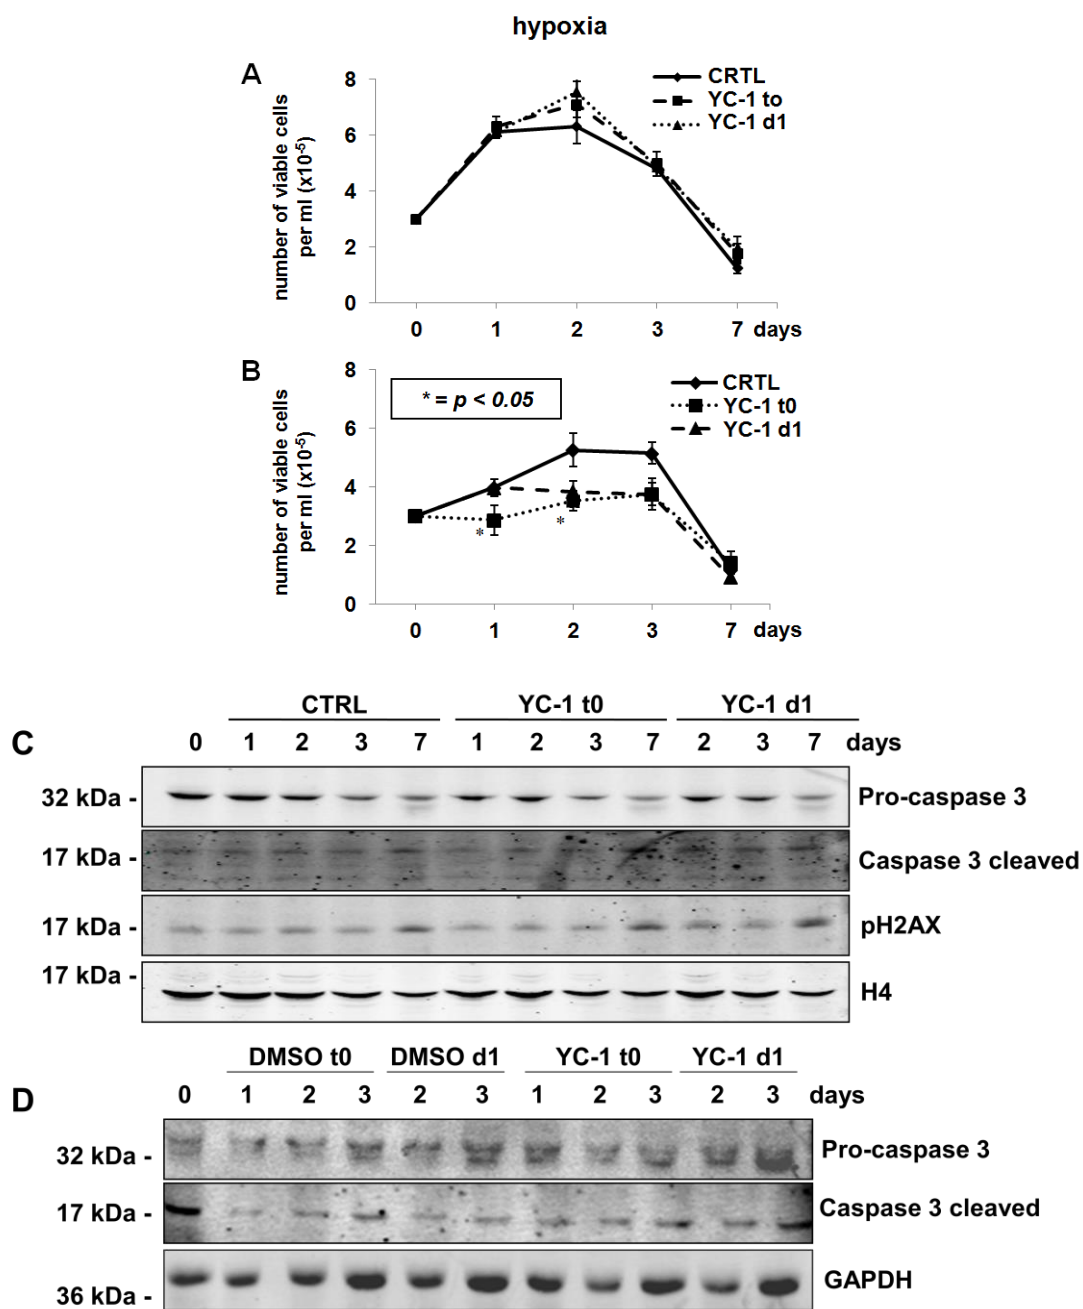 hypoxia
A
number of viable cells
per ml (x10-5)
8
6
4
2
0
CRTL
YC-1 to
YC-1 d1
0 1 2 3 7 days
B
number of viable cells
per ml (x10-5)
8
6
4
2
0
* = p < 0.05
CRTL
YC-1 t0
YC-1 d1
*
*
0 1 2 3 7 days
C
CTRL YC-1 t0 YC-1 d1
0 1 2 3 7 1 2 3 7 2 3 7 days
32 kDa - Pro-caspase 3
17 kDa - Caspase 3 cleaved
17 kDa - pH2AX
17 kDa - H4
D
DMSO t0 DMSO d1 YC-1 t0 YC-1 d1
0 1 2 3 2 3 1 2 3 2 3 days
32 kDa - Pro-caspase 3
17 kDa - Caspase 3 cleaved
36 kDa - GAPDH